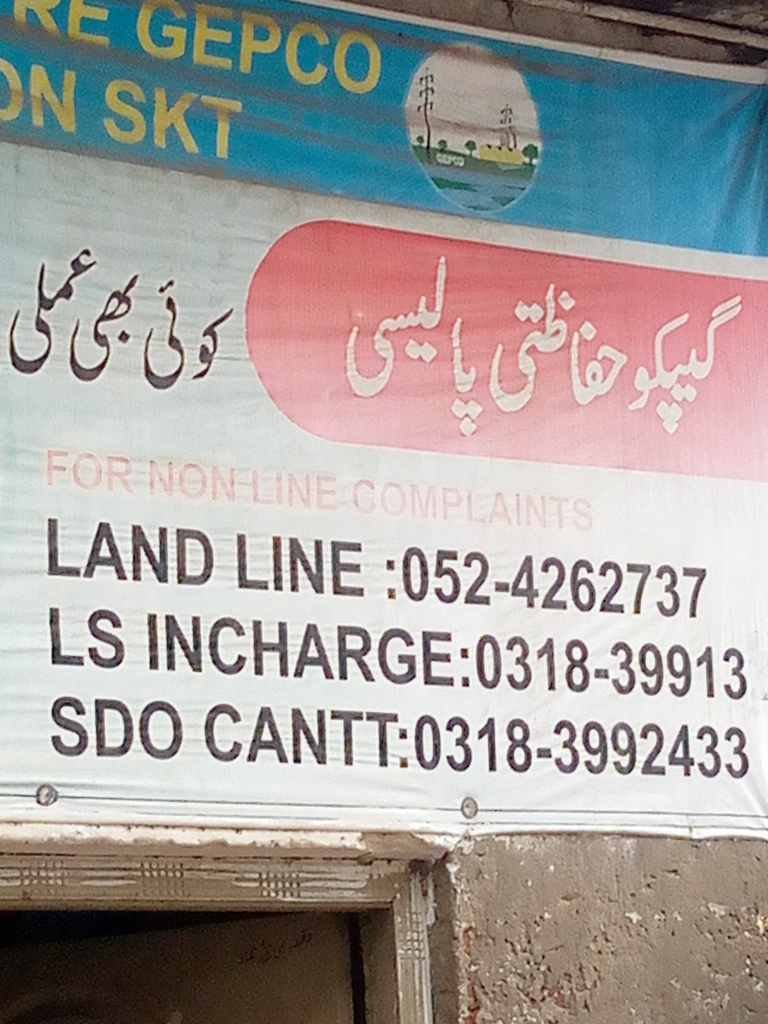 RE GEPCO
ON SKT
GEPCO
گیپکو حفاظتی پالیسی کوئی بھی عملی
FOR NON LINE COMPLAINTS
LAND LINE :052-4262737
LS INCHARGE:0318-39913
SDO CANTT:0318-3992433